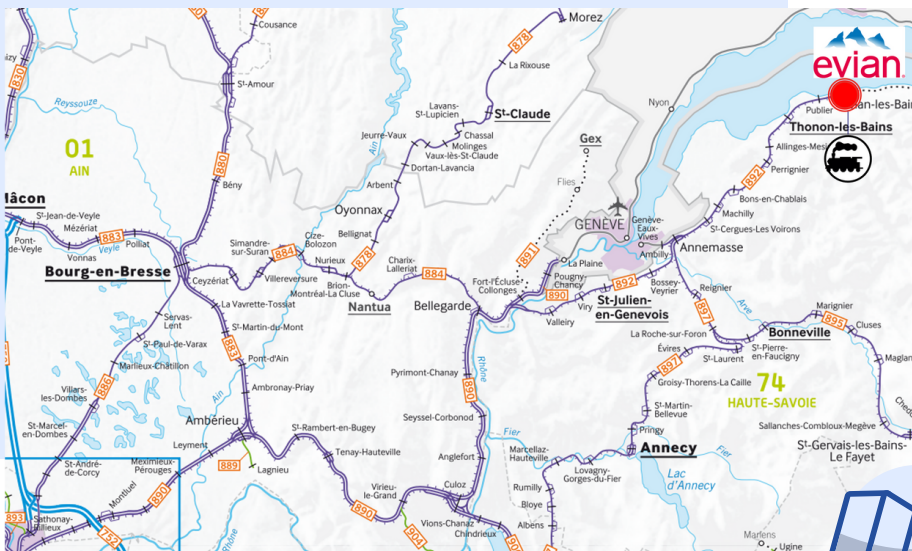 Cousance
Morez
878
La Rixouse
830
St-Amour
evian.
Reyssouze
Lavans-
St-Lupicien
St-Claude
Nyon
Publier
Thonon-les-Bains
01
AIN
Ain
Jeurre-Vaux
Chassal
Molinges
Vaux-lès-St-Claude
Dortan-Lavancia
Gex
Perrignier
880
Bény
Arbent
Flies
892
Bons-en-Chablais
Oyonnax
Machilly
St-Cergues-Les Voirons
St-Jean-de-Veyle
Mézériat
883
Polliat
Pont-
de-Veyle
Vonnas
Veyle
Simandre-
sur-Suran
884
Cize-
Bolozon
Bellignat
GENÈVE
Genève-
Eaux-
Vives
Ambilly
Annemasse
Bourg-en-Bresse
Ceyzériat
Villereversure
Nurieux
878
Brion-
Montréal-La Cluse
Charix-
Lalleriat
884
891
La Plaine
Pougny-
Chancy
Fort-l'Écluse
Collonges
890
892
Bossey-
Veyrier
Reignier
Arve
Nantua
Bellegarde
St-Julien-
en-Genevois
Viry
Valleiry
La Vavrette-Tossiat
Servas-
Lent
St-Martin-du-Mont
897
Marignier
895
Cluses
Bonneville
La Roche-sur-Foron
St-Paul-de-Varax
883
Marlieux-Châtillon
Pont-d'Ain
Rhône
Évires
St-Laurent
St-Pierre-
en-Faucigny
897
Pyrimont-Chanay
890
Groisy-Thorens-La Caille
74
HAUTE-SAVOIE
886
Villars-
les-Dombes
Ain
Ambronay-Priay
St-Martin-
Bellevue
Seyssel-Corbonod
Sallanches-Combloux-Megève
St-Marcel-
en-Dombes
Ambérieu
St-Rambert-en-Bugey
Fier
Pringy
St-Gervais-les-Bains-
Le Fayet
Leyment
Annecy
Fier
Tenay-Hauteville
Anglefort
Marcellaz-
Hauteville
Lovagny-
Gorges-du-Fier
St-André-
de-Corcy
Meximieux-
Pérouges
889
Lagnieu
Lac
d'Annecy
Montluel
890
Virieu-
le-Grand
Culoz
Rumilly
Bloye
893
Sathonay-
Rillieux
752
Rhône
890
904
Vions-Chanaz
Chindrieux
Albens
Marlens
Ugine